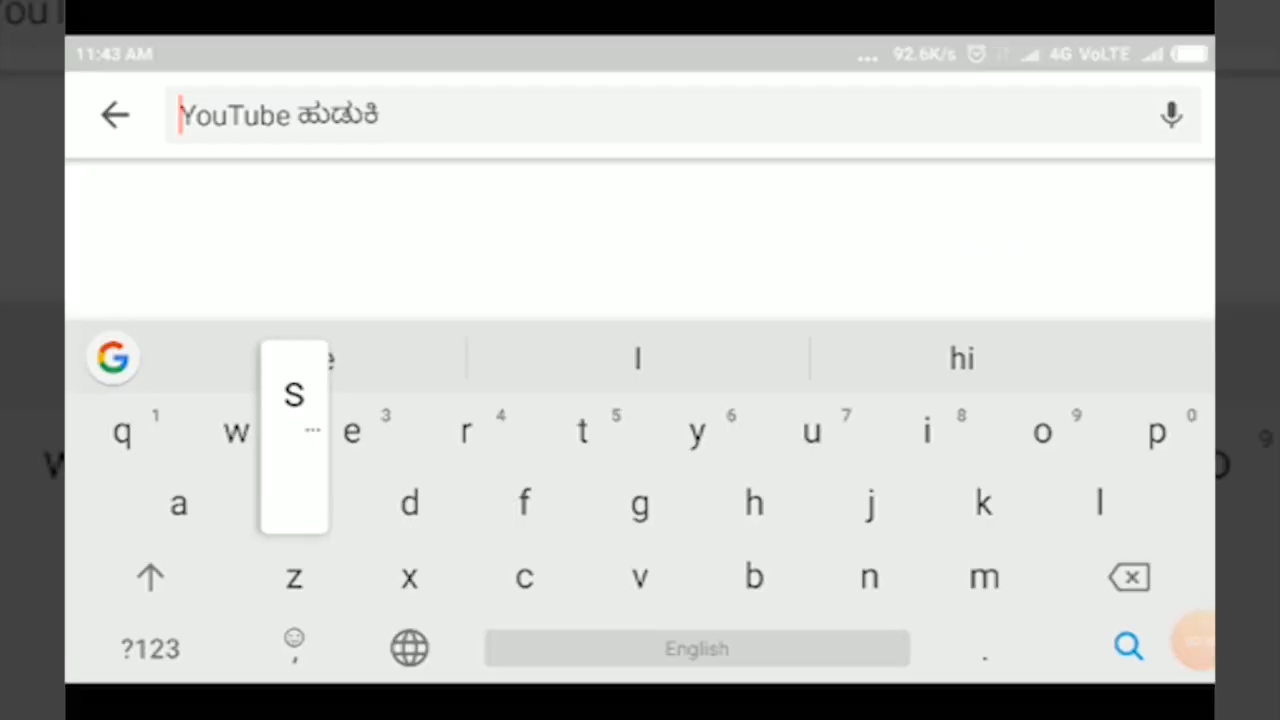 11:43 AM ... 92.6K/s 4G VoLTE
YouTube ಹುಡುಕಿ
G I hi
S
q 1 w e 3 r 4 t 5 y 6 u 7 i 8 o 9 p 0
a d f g h j k l
z x c v b n m
?123 , English .